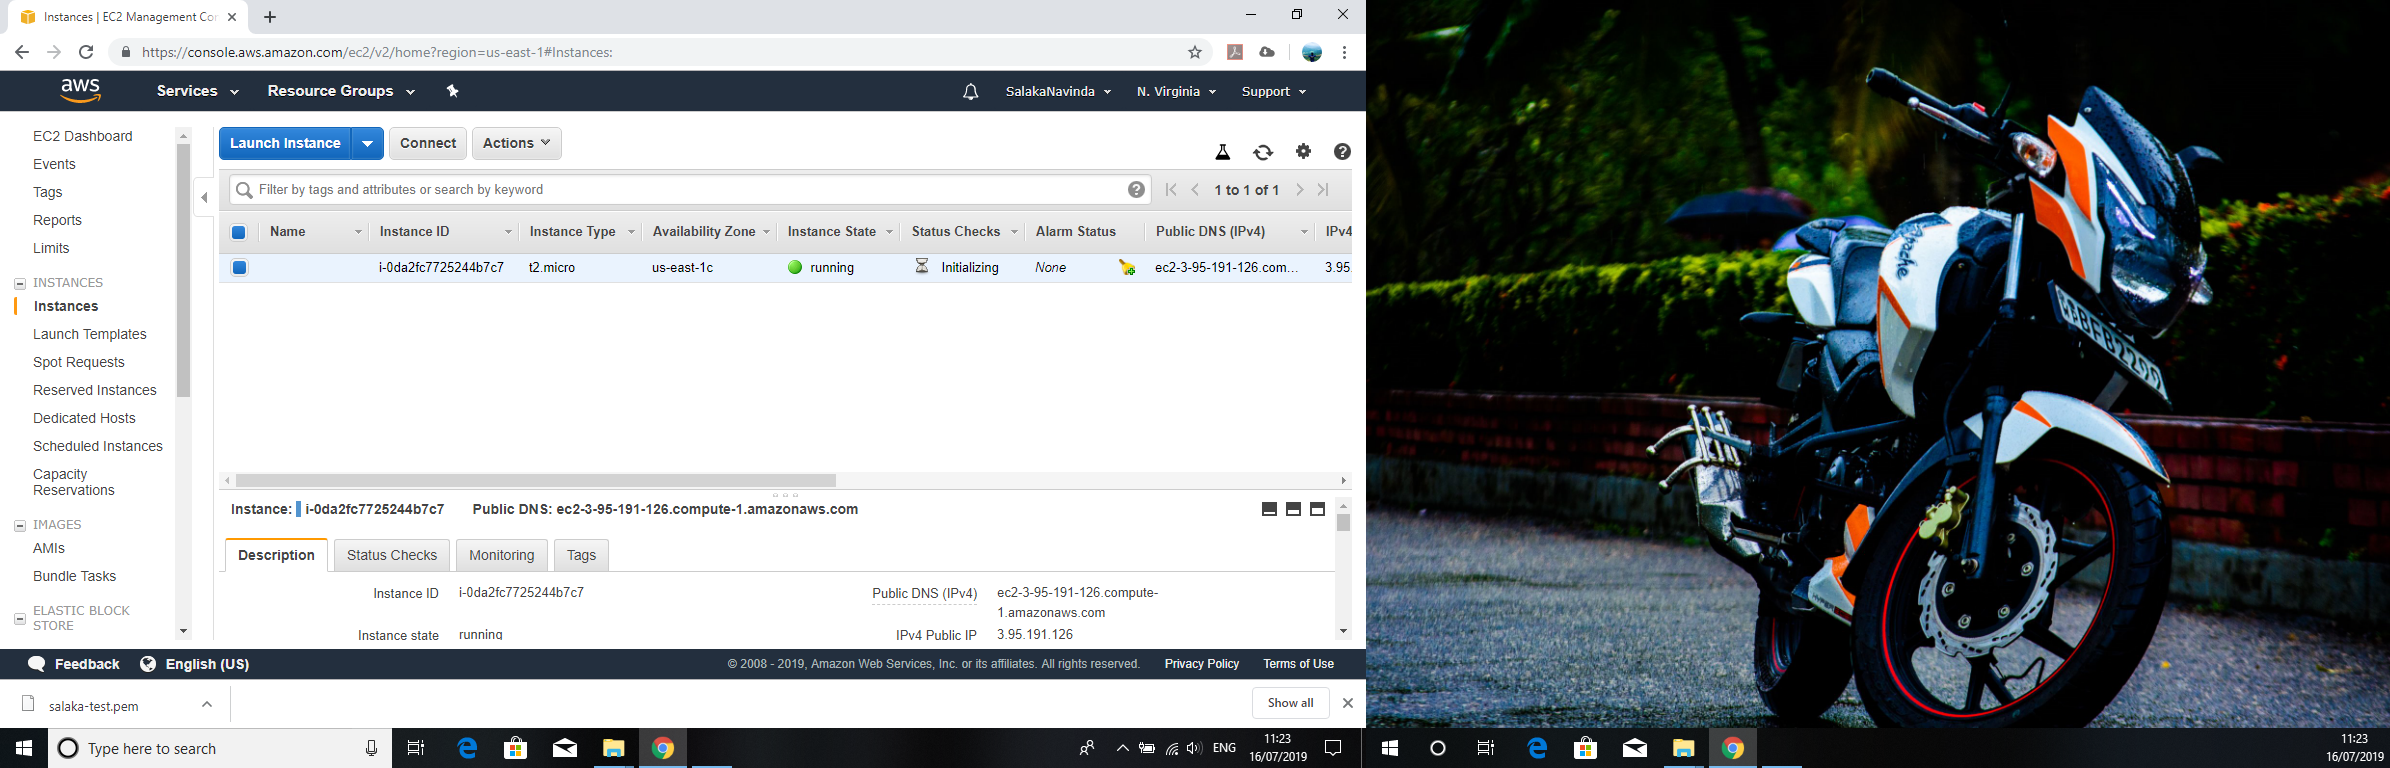 Instances | EC2 Management Con
https://console.aws.amazon.com/ec2/v2/home?region=us-east-1#Instances:
aws
Services
Resource Groups
SalakaNavinda
N. Virginia
Support
EC2 Dashboard
Events
Tags
Reports
Limits
INSTANCES
Instances
Launch Templates
Spot Requests
Reserved Instances
Dedicated Hosts
Scheduled Instances
Capacity
Reservations
IMAGES
AMIs
Bundle Tasks
ELASTIC BLOCK
STORE
Launch Instance
Connect
Actions
Filter by tags and attributes or search by keyword
1 to 1 of 1
Name Instance ID Instance Type Availability Zone Instance State Status Checks Alarm Status Public DNS (IPv4) IPv4
i-0da2fc7725244b7c7 t2.micro us-east-1c running Initializing None ec2-3-95-191-126.com... 3.95.
Instance: i-0da2fc7725244b7c7 Public DNS: ec2-3-95-191-126.compute-1.amazonaws.com
Description
Status Checks
Monitoring
Tags
Instance ID i-0da2fc7725244b7c7
Public DNS (IPv4) ec2-3-95-191-126.compute-
1.amazonaws.com
Instance state running
IPv4 Public IP 3.95.191.126
Feedback
English (US)
© 2008 - 2019, Amazon Web Services, Inc. or its affiliates. All rights reserved.
Privacy Policy
Terms of Use
salaka-test.pem
Show all
Type here to search
ENG
11:23
16/07/2019
Apache
BFB2299
11:23
16/07/2019